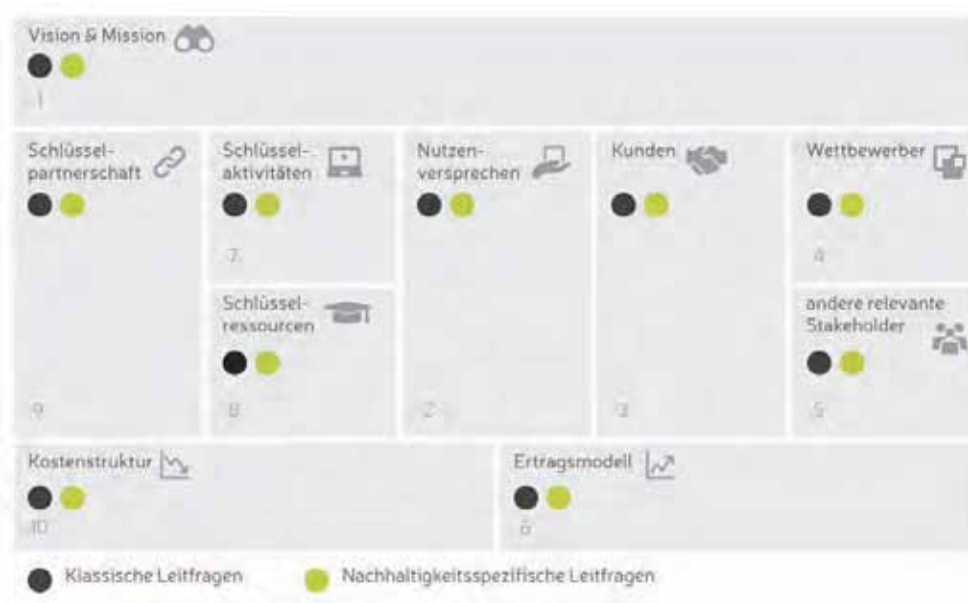 Vision & Mission
1
Schlüssel-
partnerschaft
9
Schlüssel-
aktivitäten
7
Schlüssel-
ressourcen
8
Nutzen-
versprechen
2
Kunden
3
Wettbewerber
4
andere relevante
Stakeholder
5
Kostenstruktur
10
Ertragsmodell
6
Klassische Leitfragen
Nachhaltigkeitsspezifische Leitfragen